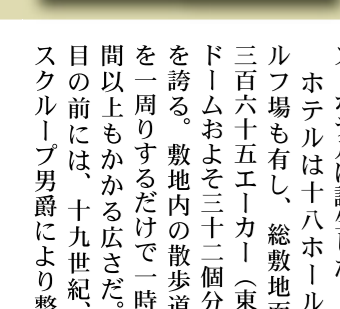 ホテルは十八ホール
ルフ場も有し、総敷地面
三百六十五エーカー（東
ドームおよそ三十二個分
を誇る。敷地内の散歩道
を一周りするだけで一時
間以上もかかる広さだ。
目の前には、十九世紀、
スクループ男爵により整